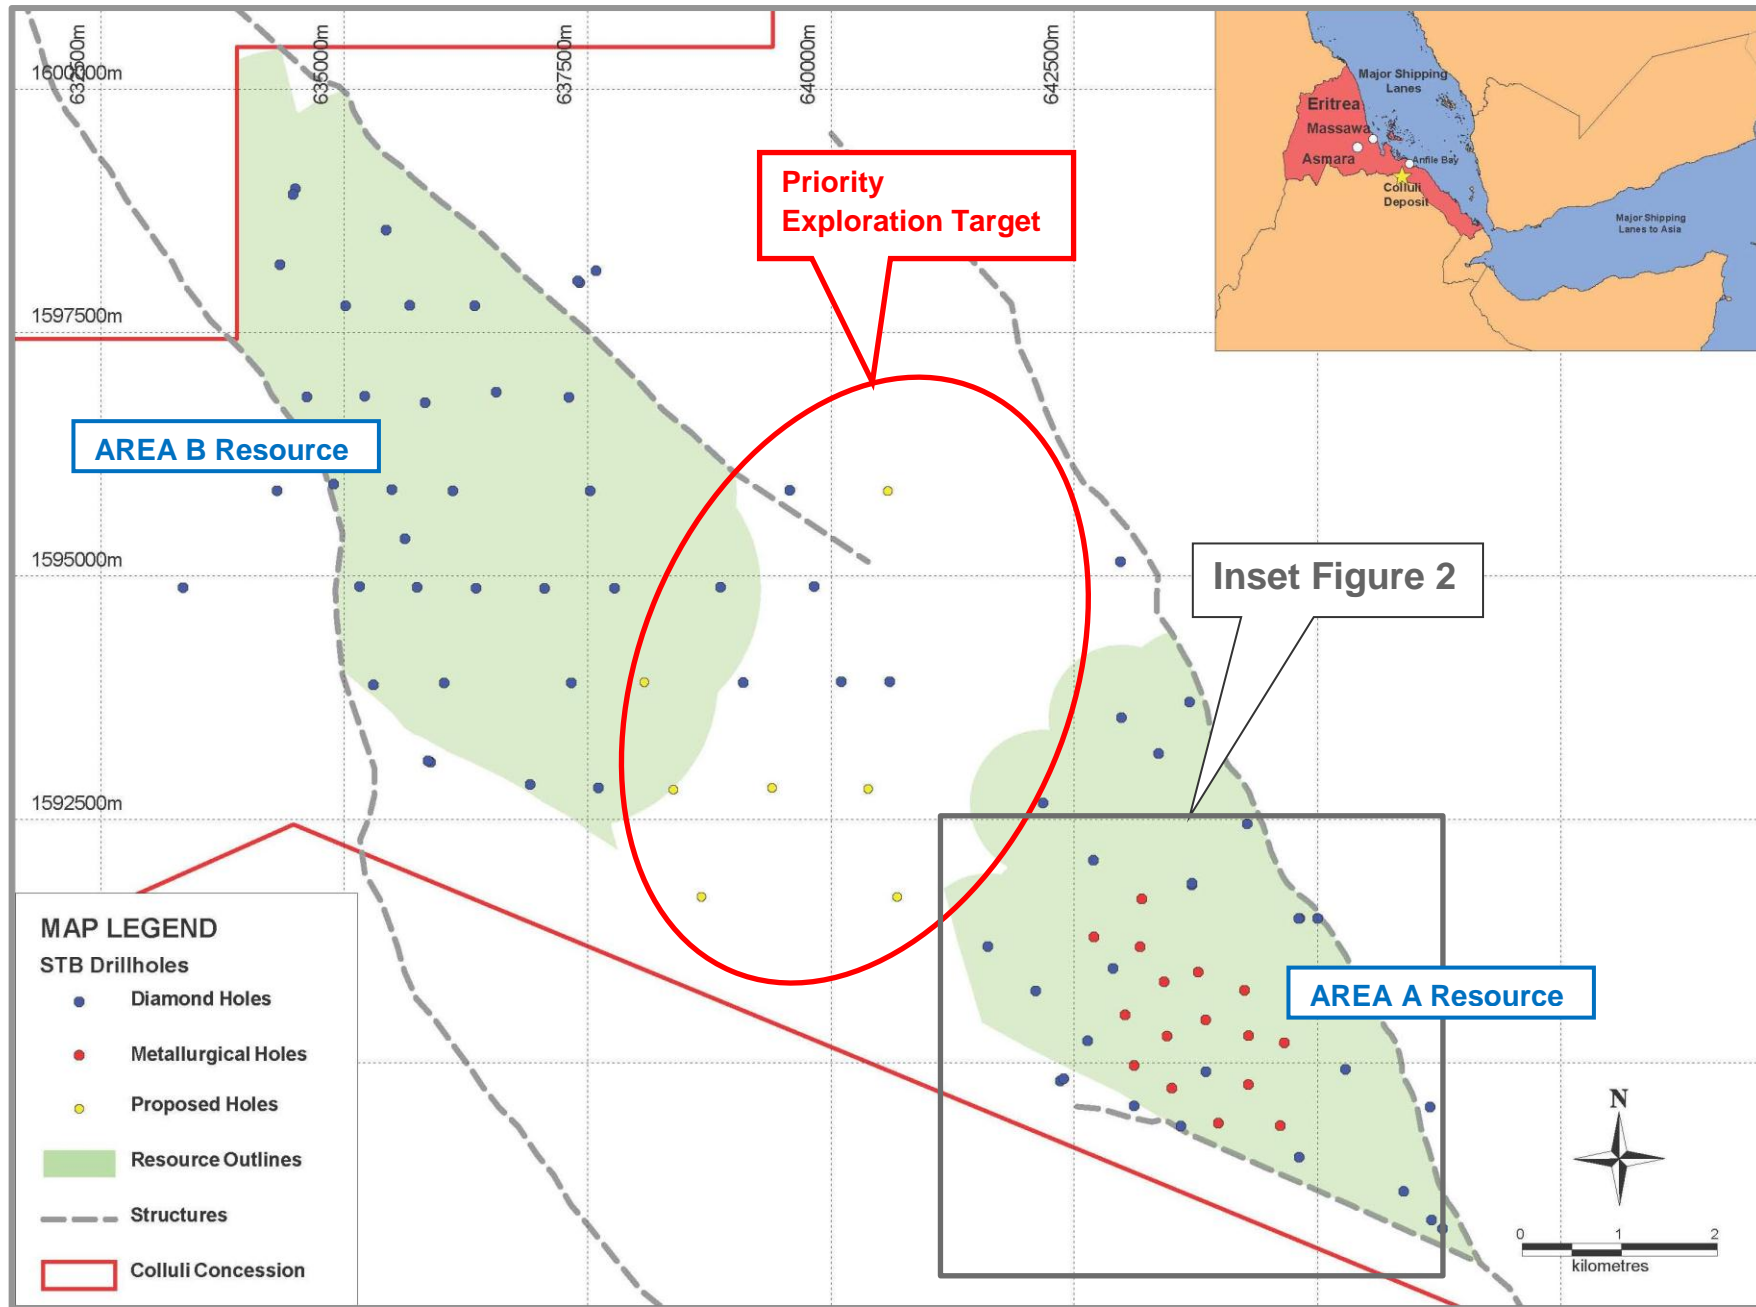 632500m
635000m
637500m
640000m
642500m
1600000m
1597500m
1595000m
1592500m
Priority
Exploration Target
AREA B Resource
Inset Figure 2
AREA A Resource
Major Shipping
Lanes
Eritrea
Massawa
Asmara
Anfile Bay
Colluli
Deposit
Major Shipping
Lanes to Asia
MAP LEGEND
STB Drillholes
Diamond Holes
Metallurgical Holes
Proposed Holes
Resource Outlines
Structures
Colluli Concession
N
0 1 2
kilometres